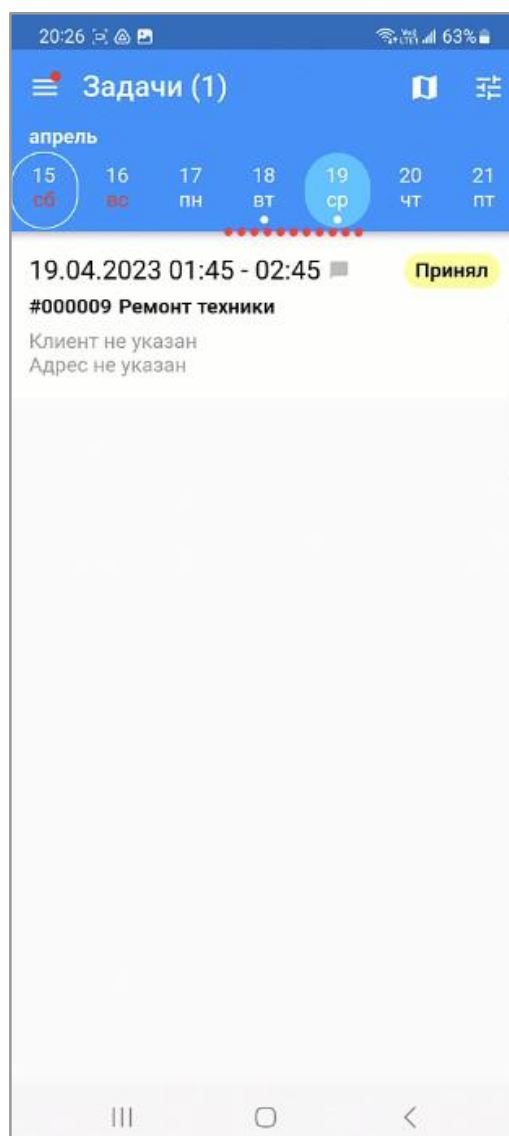 20:26 63%
Задачи (1)
апрель
15 16 17 18 19 20 21
сб вс пн вт ср чт пт
19.04.2023 01:45 - 02:45 Принял
#000009 Ремонт техники
Клиент не указан
Адрес не указан